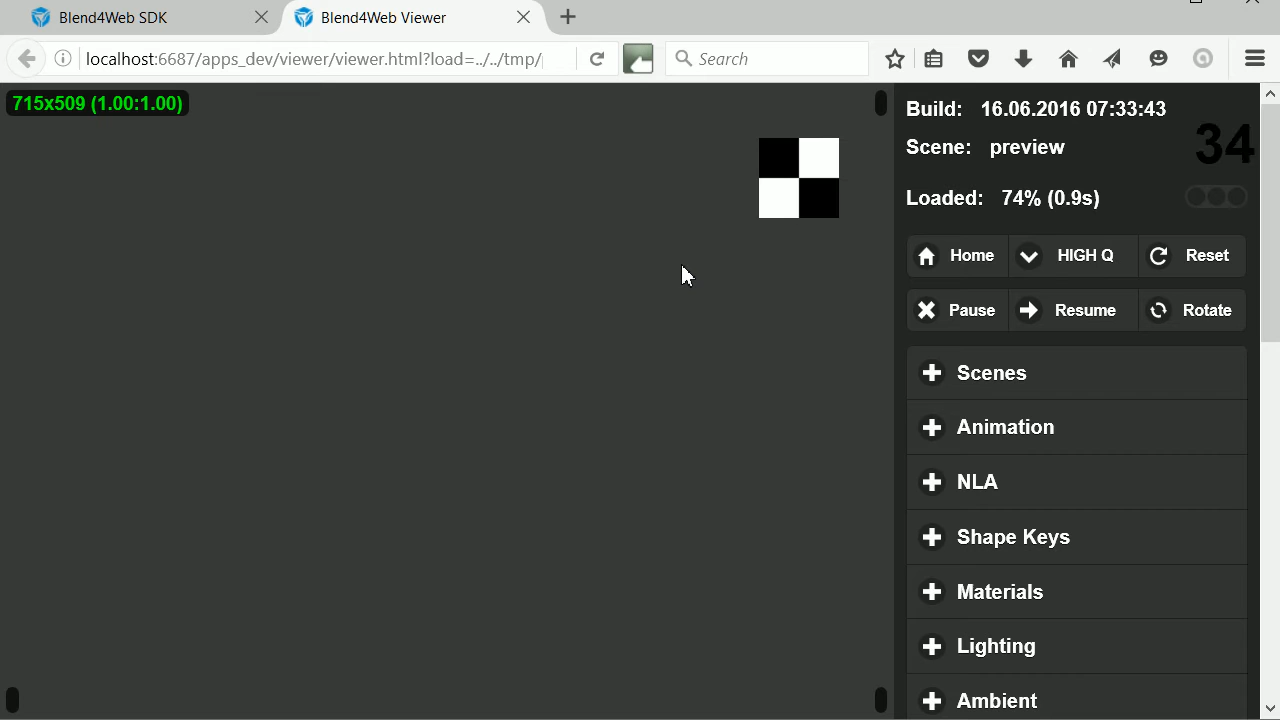 Blend4Web SDK
Blend4Web Viewer
localhost:6687/apps_dev/viewer/viewer.html?load=../../tmp/
Search
715x509 (1.00:1.00)
Build: 16.06.2016 07:33:43
Scene: preview
34
Loaded: 74% (0.9s)
Home HIGH Q Reset
Pause Resume Rotate
Scenes
Animation
NLA
Shape Keys
Materials
Lighting
Ambient